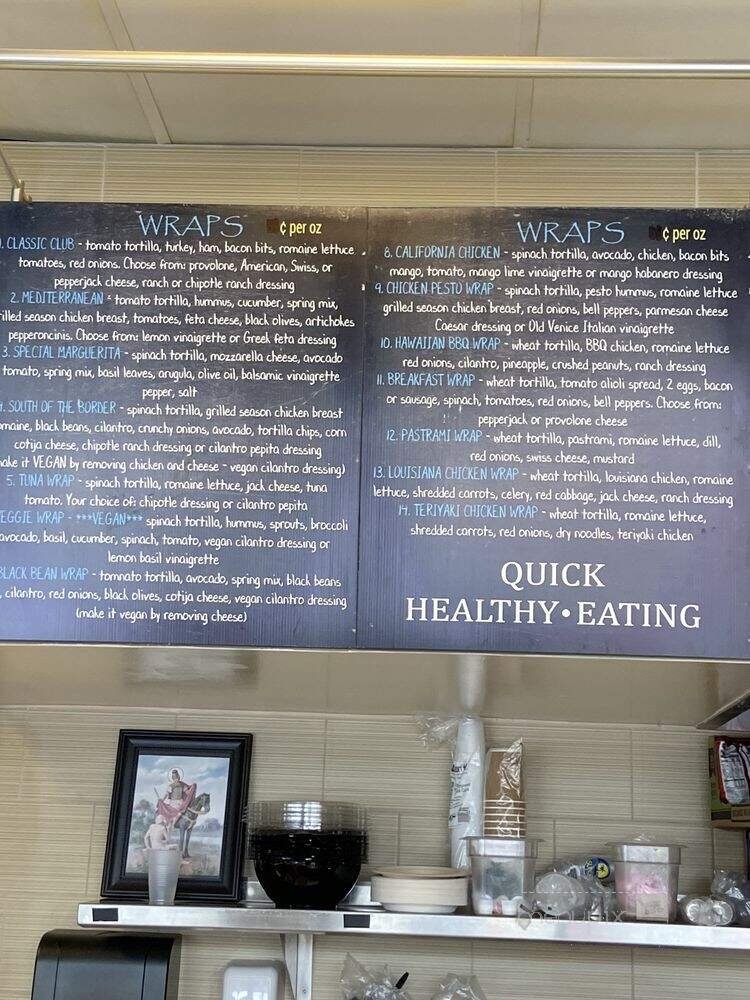 WRAPS ¢ per oz
CLASSIC CLUB - tomato tortilla, turkey, ham, bacon bits, romaine lettuce
tomatoes, red onions. Choose from: provolone, American, Swiss, or
pepperjack cheese, ranch or chipotle ranch dressing
2. MEDITERRANEAN - tomato tortilla, hummus, cucumber, spring mix,
illed season chicken breast, tomatoes, feta cheese, black olives, artichokes
pepperoncinis. Choose from: lemon vinaigrette or Greek feta dressing
3. SPECIAL MARGUERITA - spinach tortilla, mozzarella cheese, avocado
tomato, spring mix, basil leaves, arugula, olive oil, balsamic vinaigrette
pepper, salt
4. SOUTH OF THE BORDER - spinach tortilla, grilled season chicken breast
maine, black beans, cilantro, crunchy onions, avocado, tortilla chips, corn
cotija cheese, chipotle ranch dressing or cilantro pepita dressing
ake it VEGAN by removing chicken and cheese - vegan cilantro dressing)
5. TUNA WRAP - spinach tortilla, romaine lettuce, jack cheese, tuna
tomato. Your choice of: chipotle dressing or cilantro pepita
EGGIE WRAP - ***VEGAN*** spinach tortilla, hummus, sprouts, broccoli
avocado, basil, cucumber, spinach, tomato, vegan cilantro dressing or
lemon basil vinaigrette
BLACK BEAN WRAP - tomnato tortilla, avocado, spring mix, black beans
, cilantro, red onions, black olives, cotija cheese, vegan cilantro dressing
(make it vegan by removing cheese)
WRAPS ¢ per oz
8. CALIFORNIA CHICKEN - spinach tortilla, avocado, chicken, bacon bits
mango, tomato, mango lime vinaigrette or mango habanero dressing
9. CHICKEN PESTO WRAP - spinach tortilla, pesto hummus, romaine lettuce
grilled season chicken breast, red onions, bell peppers, parmesan cheese
Caesar dressing or Old Venice Italian vinaigrette
10. HAWAIIAN BBQ WRAP - wheat tortilla, BBQ chicken, romaine lettuce
red onions, cilantro, pineapple, crushed peanuts, ranch dressing
11. BREAKFAST WRAP - wheat tortilla, tomato alioli spread, 2 eggs, bacon
or sausage, spinach, tomatoes, red onions, bell peppers. Choose from:
pepperjack or provolone cheese
12. PASTRAMI WRAP - wheat tortilla, pastrami, romaine lettuce, dill,
red onions, swiss cheese, mustard
13. LOUISIANA CHICKEN WRAP - wheat tortilla, louisiana chicken, romaine
lettuce, shredded carrots, celery, red cabbage, jack cheese, ranch dressing
14. TERIYAKI CHICKEN WRAP - wheat tortilla, romaine lettuce,
shredded carrots, red onions, dry noodles, teriyaki chicken
QUICK
HEALTHY•EATING